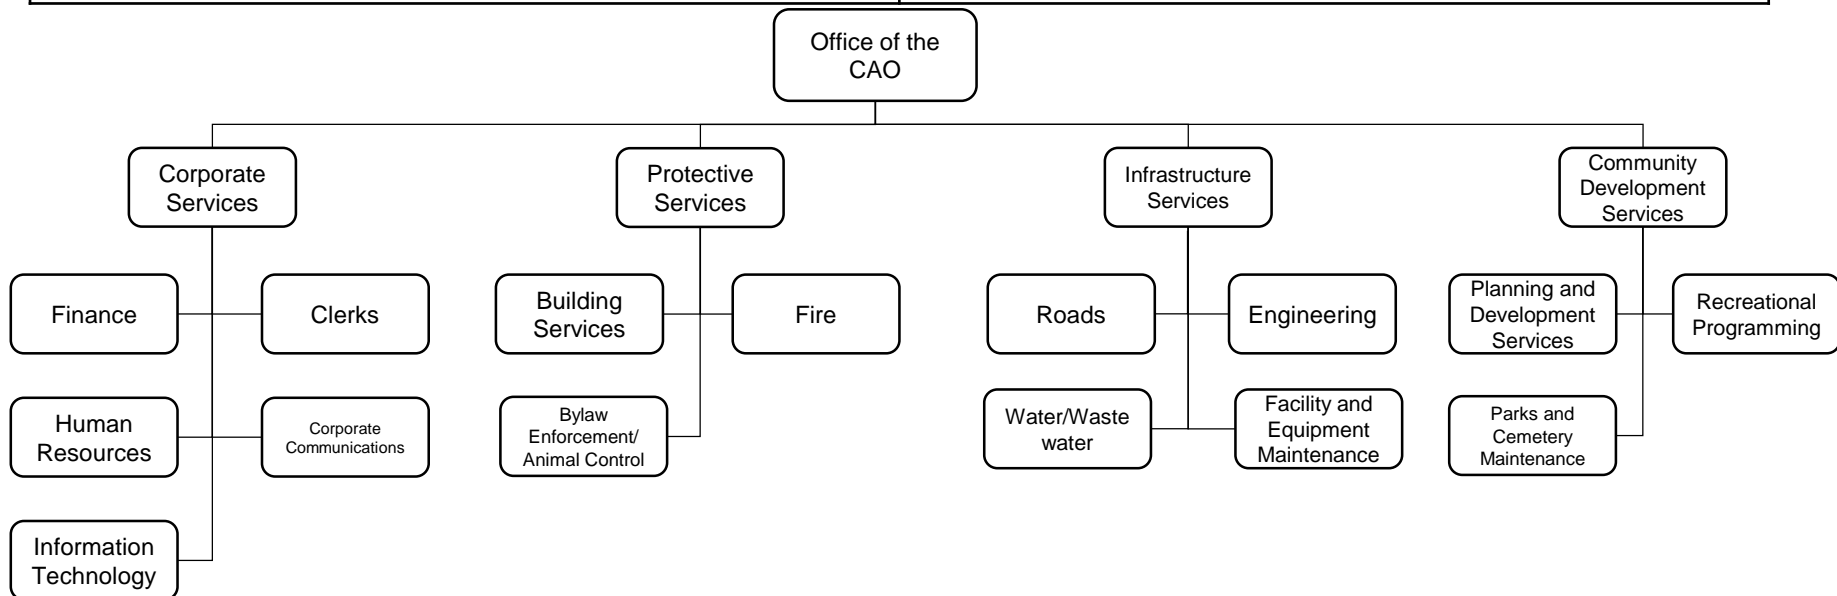 Office of the
CAO
Corporate
Services
Protective
Services
Infrastructure
Services
Community
Development
Services
Finance
Clerks
Building
Services
Fire
Roads
Engineering
Planning and
Development
Services
Recreational
Programming
Human
Resources
Corporate
Communications
Bylaw
Enforcement/
Animal Control
Water/Waste
water
Facility and
Equipment
Maintenance
Parks and
Cemetery
Maintenance
Information
Technology